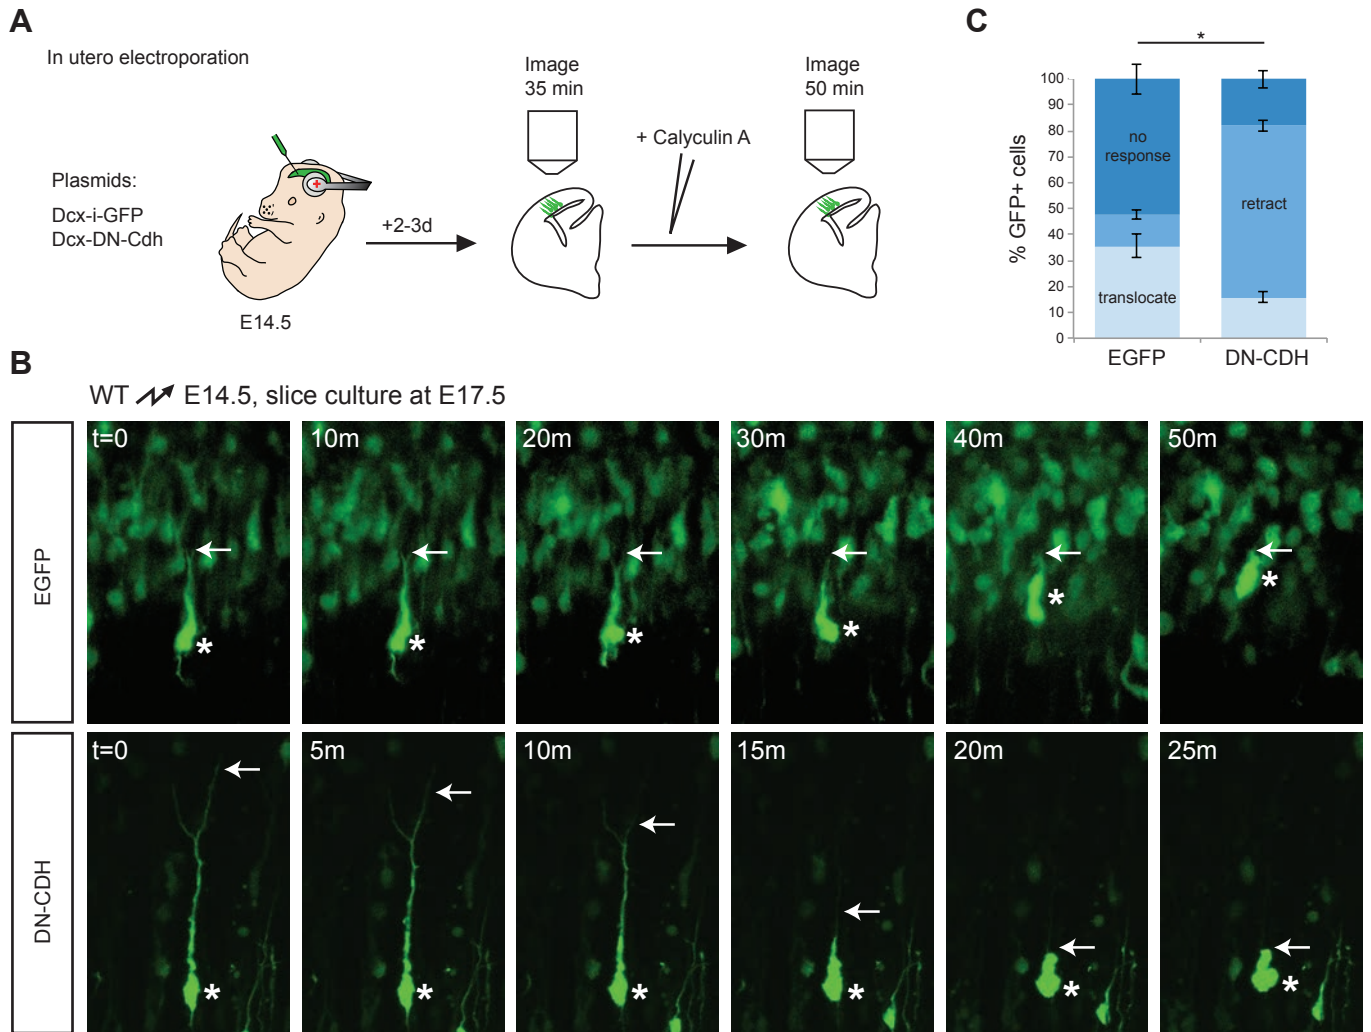 A
In utero electroporation
Plasmids:
Dcx-i-GFP
Dcx-DN-Cdh
E14.5
+2-3d
Image
35 min
+ Calyculin A
Image
50 min
C
*
% GFP+ cells
100
90
80
70
60
50
40
30
20
10
0
no
response
translocate
retract
EGFP
DN-CDH
B
WT E14.5, slice culture at E17.5
EGFP
t=0
10m
20m
30m
40m
50m
*
*
*
*
*
*
DN-CDH
t=0
5m
10m
15m
20m
25m
*
*
*
*
*
*